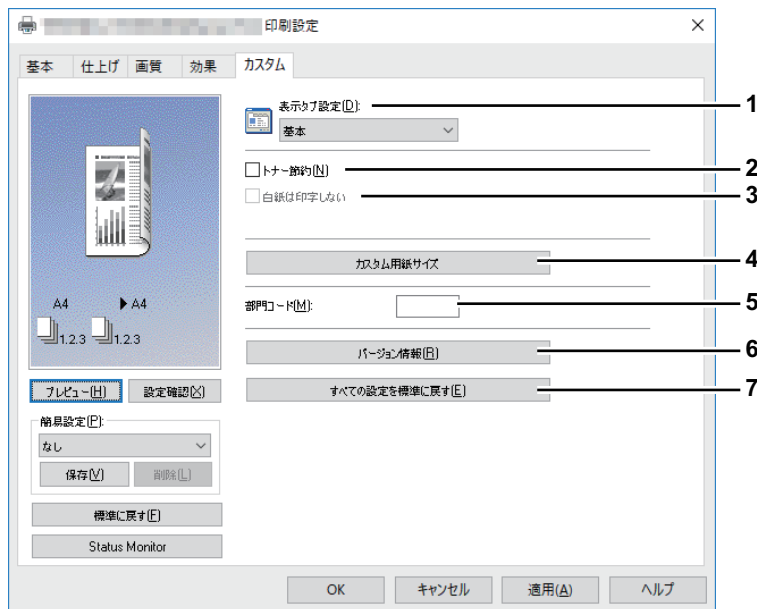 印刷設定
基本 仕上げ 画質 効果 カスタム
表示タブ設定(D): 1
基本
トナー節約(N) 2
白紙は印字しない 3
カスタム用紙サイズ 4
A4 A4
1.2.3 1.2.3
部門コード(M): 5
バージョン情報(R) 6
プレビュー(H) 設定確認(X) すべての設定を標準に戻す(E) 7
簡易設定(P):
なし
保存(V) 削除(L)
標準に戻す(F)
Status Monitor
OK キャンセル 適用(A) ヘルプ